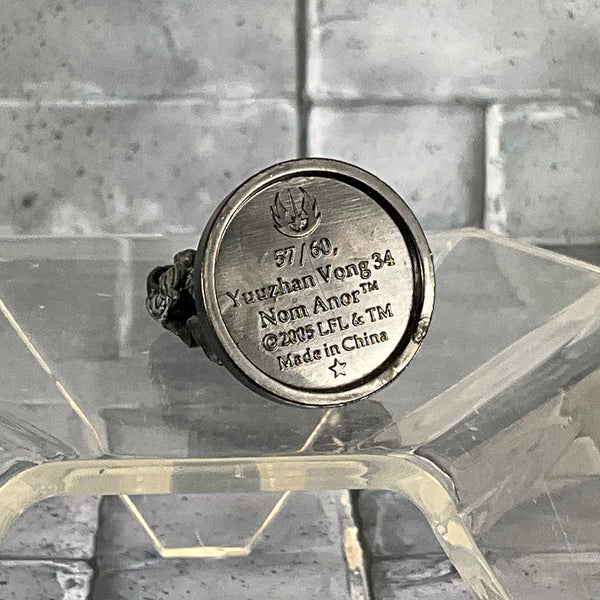 57/60,
Yuuzhan Vong 34
Nom Anor™
©2005 LFL & TM
Made in China